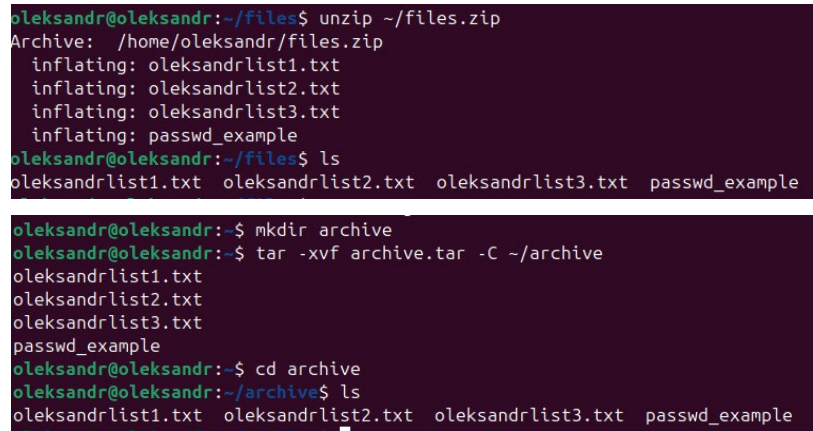 oleksandr@oleksandr:~/files$ unzip ~/files.zip
Archive:  /home/oleksandr/files.zip
  inflating: oleksandrlist1.txt
  inflating: oleksandrlist2.txt
  inflating: oleksandrlist3.txt
  inflating: passwd_example
oleksandr@oleksandr:~/files$ ls
oleksandrlist1.txt  oleksandrlist2.txt  oleksandrlist3.txt  passwd_example
oleksandr@oleksandr:~$ mkdir archive
oleksandr@oleksandr:~$ tar -xvf archive.tar -C ~/archive
oleksandrlist1.txt
oleksandrlist2.txt
oleksandrlist3.txt
passwd_example
oleksandr@oleksandr:~$ cd archive
oleksandr@oleksandr:~/archive$ ls
oleksandrlist1.txt  oleksandrlist2.txt  oleksandrlist3.txt  passwd_example